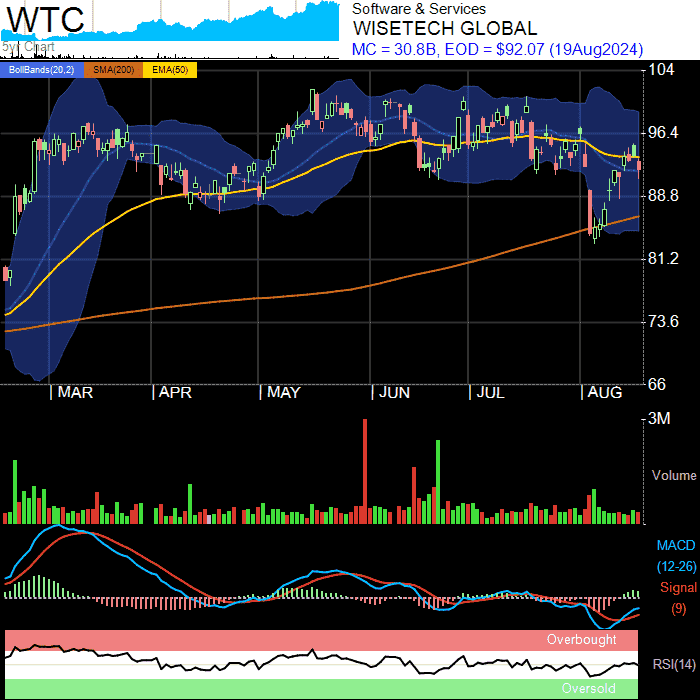 WTC
5yr Chart
Software & Services
WISETECH GLOBAL
MC = 30.8B, EOD = $92.07 (19Aug2024)
BollBands(20,2) SMA(200) EMA(50)
104
96.4
88.8
81.2
73.6
66
MAR APR MAY JUN JUL AUG
3M
Volume
MACD
(12-26)
Signal
(9)
Overbought
RSI(14)
Oversold